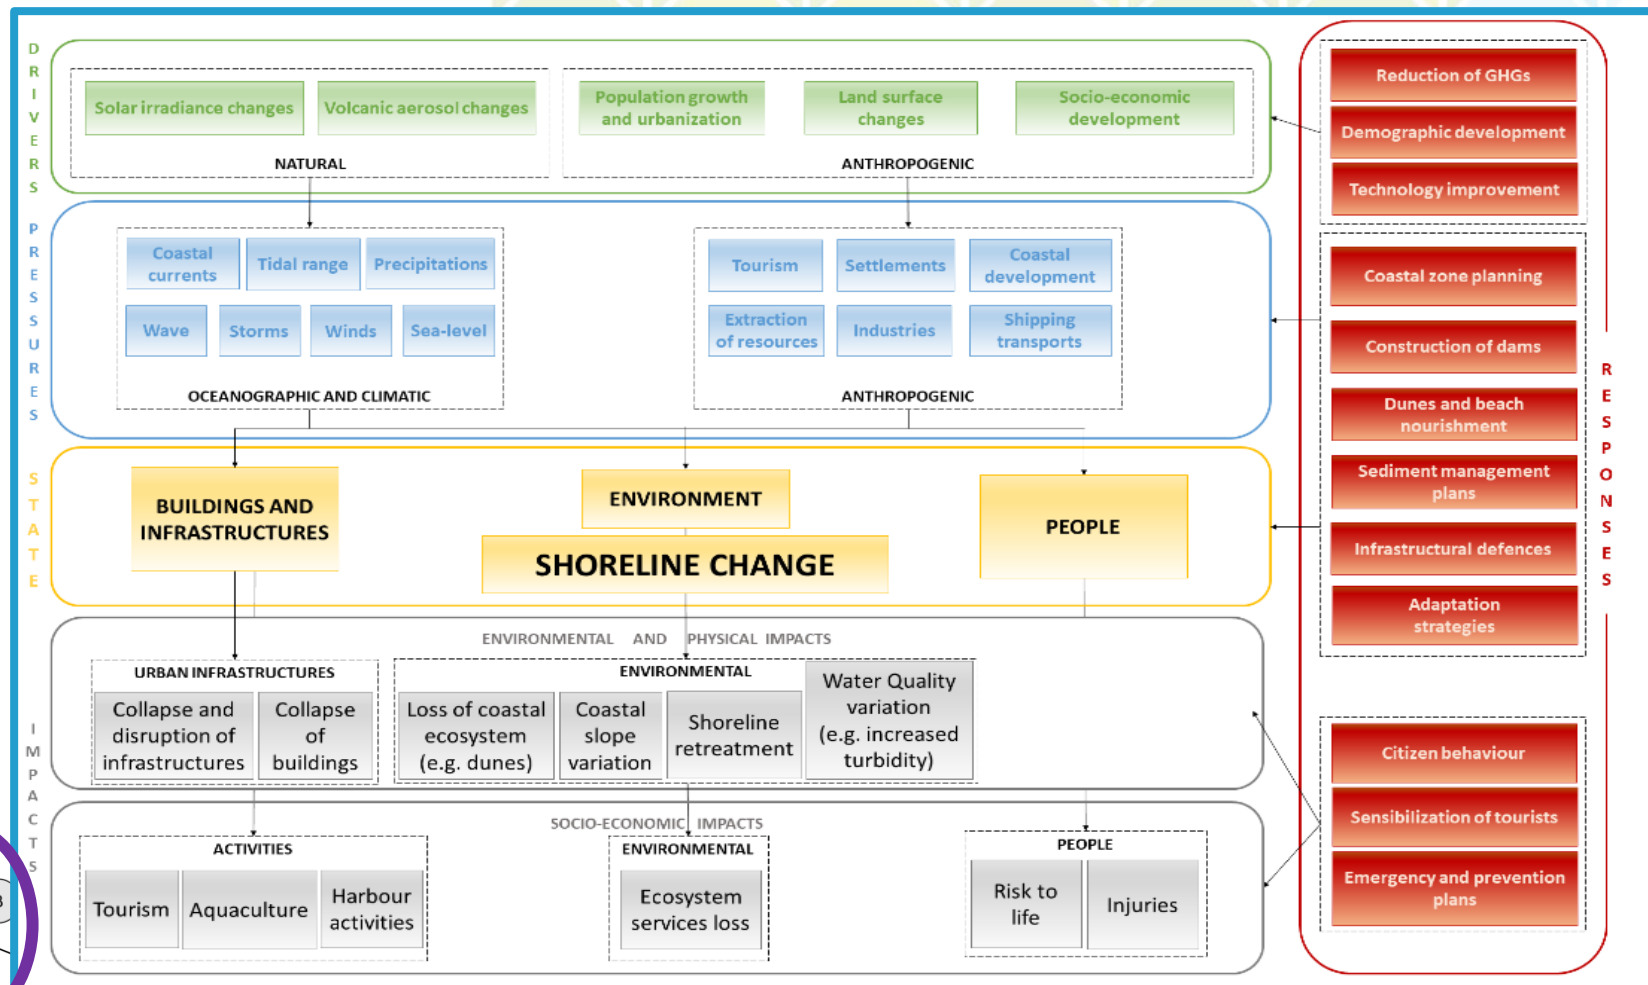 DRIVERS
Solar irradiance changes
Volcanic aerosol changes
NATURAL
Population growth
and urbanization
Land surface
changes
Socio-economic
development
ANTHROPOGENIC
PRESSURES
Coastal
currents
Tidal range
Precipitations
Wave
Storms
Winds
Sea-level
OCEANOGRAPHIC AND CLIMATIC
Tourism
Settlements
Coastal
development
Extraction
of resources
Industries
Shipping
transports
ANTHROPOGENIC
STATE
BUILDINGS AND
INFRASTRUCTURES
ENVIRONMENT
SHORELINE CHANGE
PEOPLE
IMPACTS
ENVIRONMENTAL AND PHYSICAL IMPACTS
URBAN INFRASTRUCTURES
Collapse and
disruption of
infrastructures
Collapse
of
buildings
ENVIRONMENTAL
Loss of coastal
ecosystem
(e.g. dunes)
Coastal
slope
variation
Shoreline
retreatment
Water Quality
variation
(e.g. increased
turbidity)
SOCIO-ECONOMIC IMPACTS
ACTIVITIES
Tourism
Aquaculture
Harbour
activities
ENVIRONMENTAL
Ecosystem
services loss
PEOPLE
Risk to
life
Injuries
RESPONSES
Reduction of GHGs
Demographic development
Technology improvement
Coastal zone planning
Construction of dams
Dunes and beach
nourishment
Sediment management
plans
Infrastructural defences
Adaptation
strategies
Citizen behaviour
Sensibilization of tourists
Emergency and prevention
plans